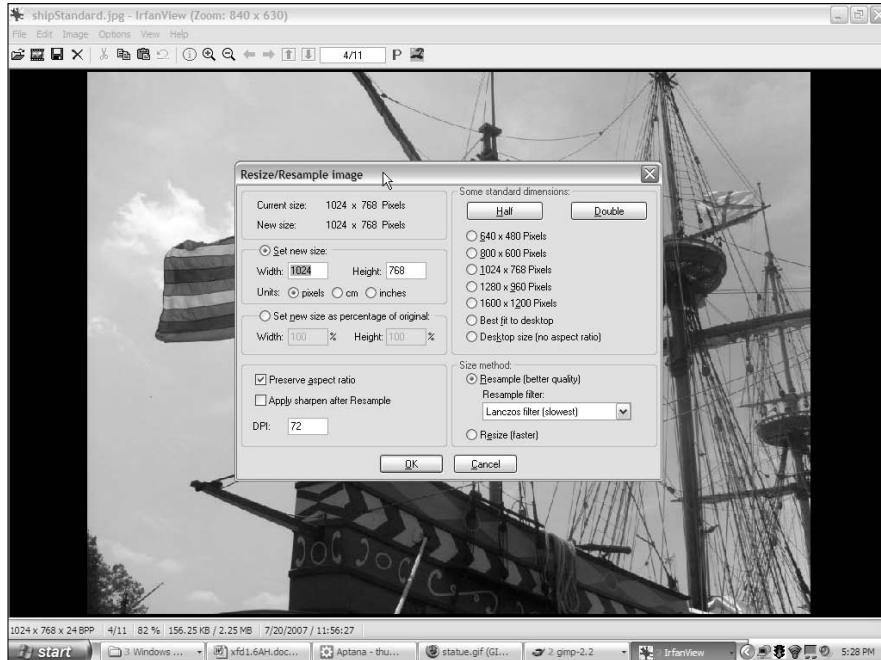 shipStandard.jpg - IrfanView (Zoom: 840 x 630)
File Edit Image Options View Help
4/11 P
Resize/Resample image
Current size: 1024 x 768 Pixels
New size: 1024 x 768 Pixels
Set new size:
Width: 1024 Height: 768
Units: pixels cm inches
Set new size as percentage of original:
Width: 100 % Height: 100 %
Preserve aspect ratio
Apply sharpen after Resample
DPI: 72
Some standard dimensions:
Half Double
640 x 480 Pixels
800 x 600 Pixels
1024 x 768 Pixels
1280 x 960 Pixels
1600 x 1200 Pixels
Best fit to desktop
Desktop size (no aspect ratio)
Size method:
Resample (better quality)
Resample filter:
Lanczos filter (slowest)
Resize (faster)
OK Cancel
1024 x 768 x 24 BPP 4/11 82 % 156.25 KB / 2.25 MB 7/20/2007 / 11:56:27
start 3 Windows ... xfd1.6AH.doc... Aptana - thu... statue.gif (GI... 2 gimp-2.2 IrfanView 5:28 PM